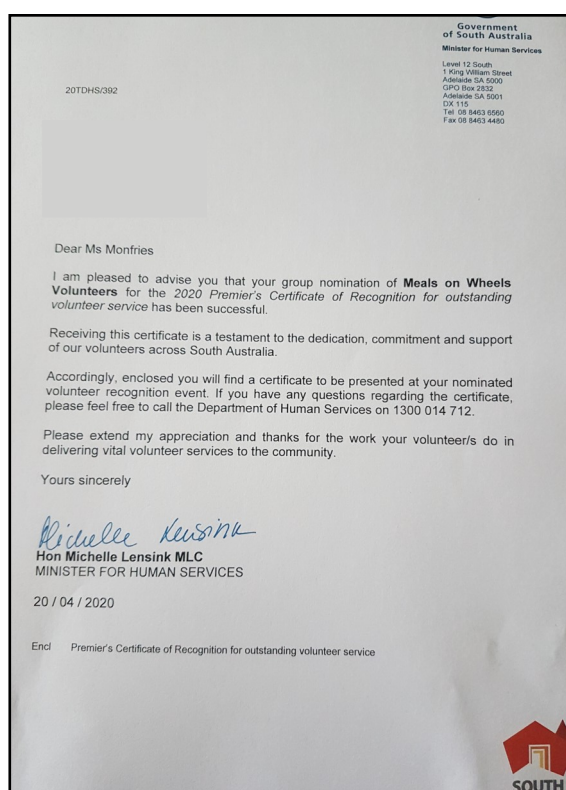 Government
of South Australia
Minister for Human Services
Level 12 South
1 King William Street
Adelaide SA 5000
GPO Box 2832
Adelaide SA 5001
DX 115
Tel 08 8463 6560
Fax 08 8463 4480
20TDHS/392
Dear Ms Monfries
I am pleased to advise you that your group nomination of Meals on Wheels
Volunteers for the 2020 Premier's Certificate of Recognition for outstanding
volunteer service has been successful.
Receiving this certificate is a testament to the dedication, commitment and support
of our volunteers across South Australia.
Accordingly, enclosed you will find a certificate to be presented at your nominated
volunteer recognition event. If you have any questions regarding the certificate,
please feel free to call the Department of Human Services on 1300 014 712.
Please extend my appreciation and thanks for the work your volunteer/s do in
delivering vital volunteer services to the community.
Yours sincerely
Michelle Lensink
Hon Michelle Lensink MLC
MINISTER FOR HUMAN SERVICES
20 / 04 / 2020
Encl Premier's Certificate of Recognition for outstanding volunteer service
SOUTH